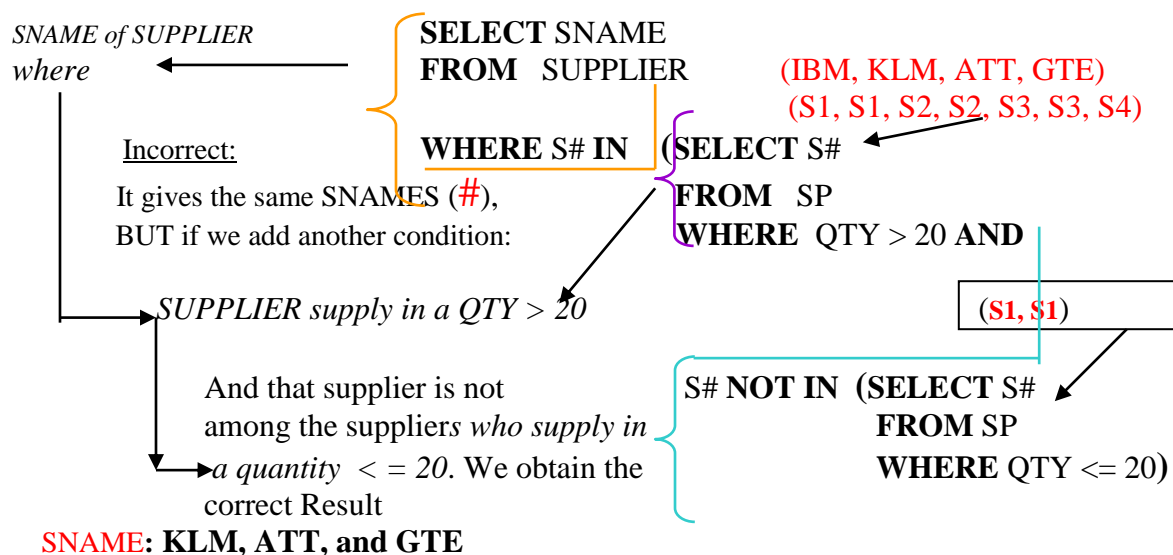 SNAME of SUPPLIER
where
SELECT SNAME
FROM SUPPLIER
(IBM, KLM, ATT, GTE)
(S1, S1, S2, S2, S3, S3, S4)
Incorrect:
WHERE S# IN (SELECT S#
It gives the same SNAMES (#),
FROM SP
BUT if we add another condition:
WHERE QTY > 20 AND
SUPPLIER supply in a QTY > 20
(S1, S1)
And that supplier is not
among the suppliers who supply in
a quantity < = 20. We obtain the
correct Result
S# NOT IN (SELECT S#
FROM SP
WHERE QTY <= 20)
SNAME: KLM, ATT, and GTE